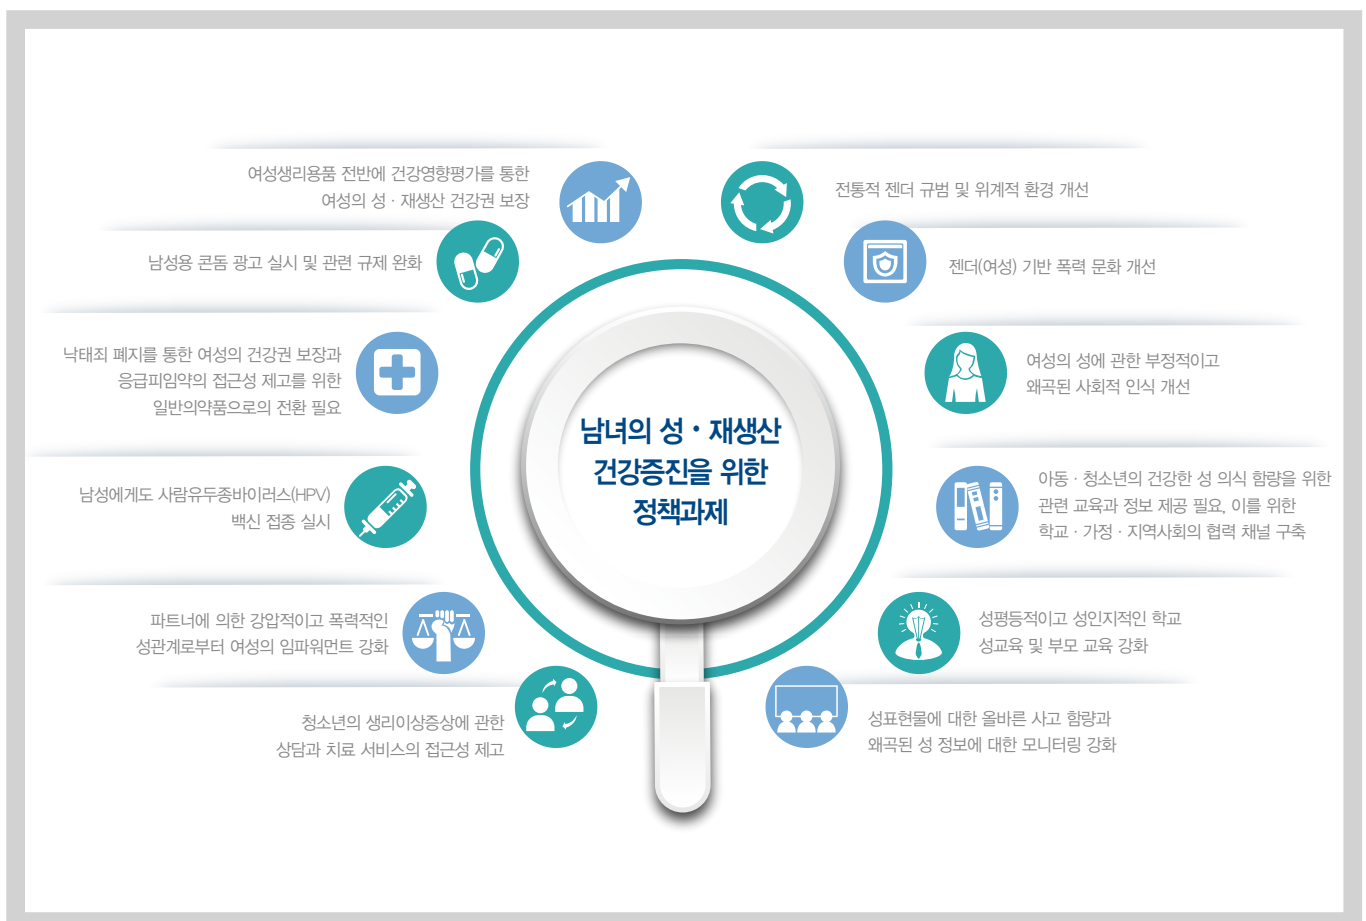 남녀의 성 · 재생산
건강증진을 위한
정책과제
여성생리용품 전반에 건강영향평가를 통한
여성의 성 · 재생산 건강권 보장
남성용 콘돔 광고 실시 및 관련 규제 완화
낙태죄 폐지를 통한 여성의 건강권 보장과
응급피임약의 접근성 제고를 위한
일반의약품으로의 전환 필요
남성에게도 사람유두종바이러스(HPV)
백신 접종 실시
파트너에 의한 강압적이고 폭력적인
성관계로부터 여성의 임파워먼트 강화
청소년의 생리이상증상에 관한
상담과 치료 서비스의 접근성 제고
전통적 젠더 규범 및 위계적 환경 개선
젠더(여성) 기반 폭력 문화 개선
여성의 성에 관한 부정적이고
왜곡된 사회적 인식 개선
아동 · 청소년의 건강한 성 의식 함량을 위한
관련 교육과 정보 제공 필요, 이를 위한
학교 · 가정 · 지역사회의 협력 채널 구축
성평등적이고 성인지적인 학교
성교육 및 부모 교육 강화
성표현물에 대한 올바른 사고 함량과
왜곡된 성 정보에 대한 모니터링 강화